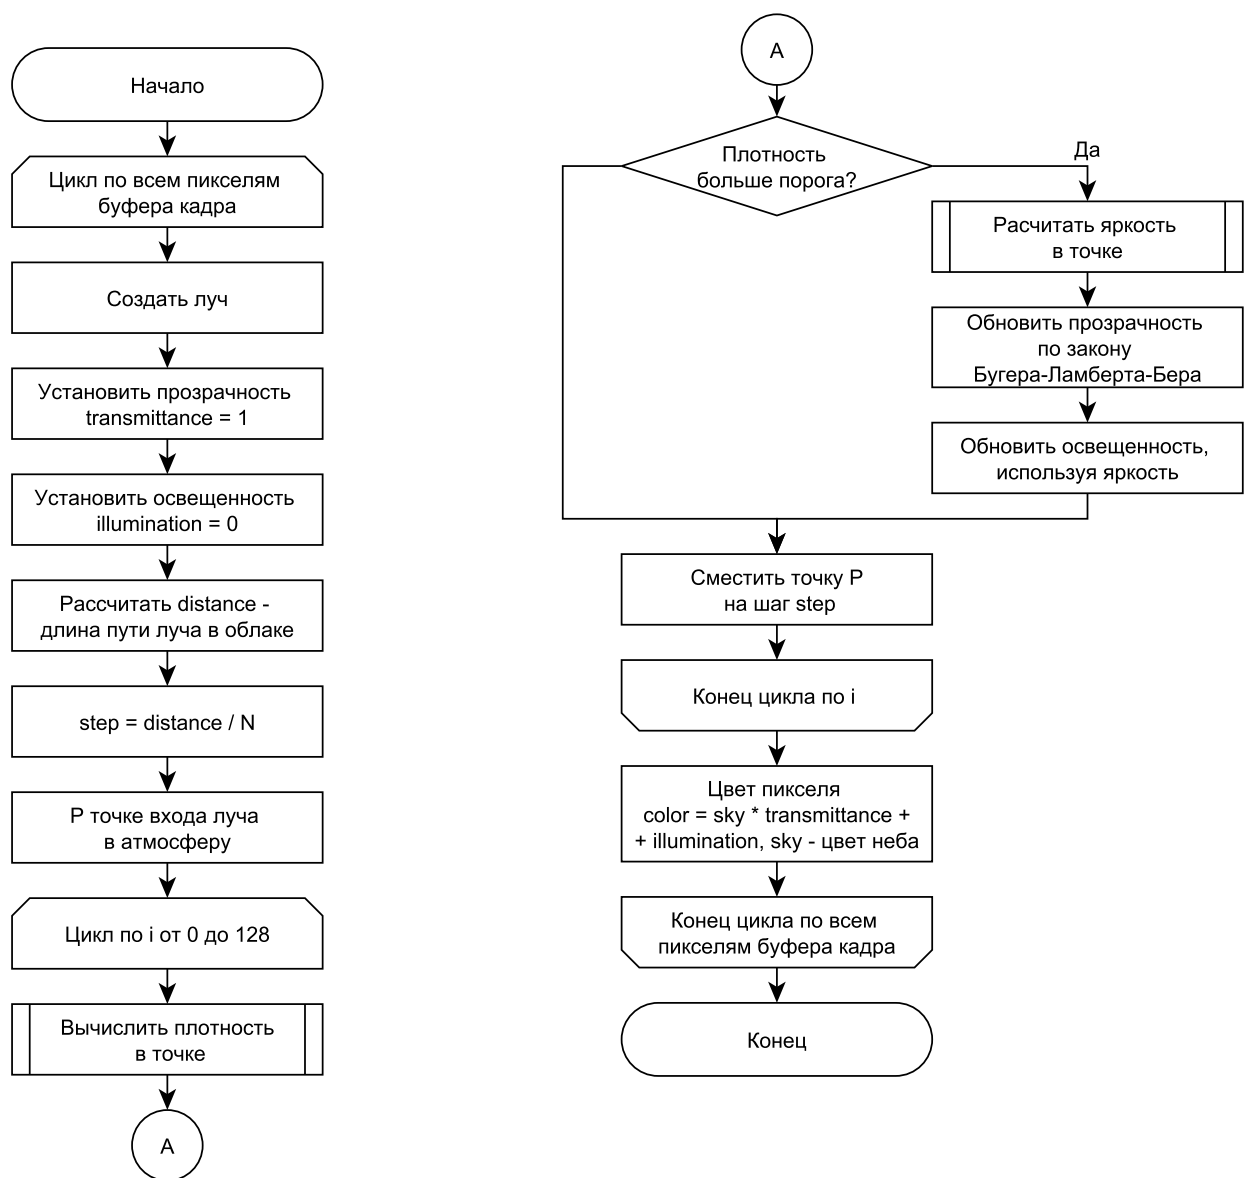 Начало
Цикл по всем пикселям
буфера кадра
Создать луч
Установить прозрачность
transmittance = 1
Установить освещенность
illumination = 0
Рассчитать distance -
длина пути луча в облаке
step = distance / N
P точке входа луча
в атмосферу
Цикл по i от 0 до 128
Вычислить плотность
в точке
A
A
Плотность
больше порога?
Да
Расчитать яркость
в точке
Обновить прозрачность
по закону
Бугера-Ламберта-Бера
Обновить освещенность,
используя яркость
Сместить точку P
на шаг step
Конец цикла по i
Цвет пикселя
color = sky * transmittance +
+ illumination, sky - цвет неба
Конец цикла по всем
пикселям буфера кадра
Конец